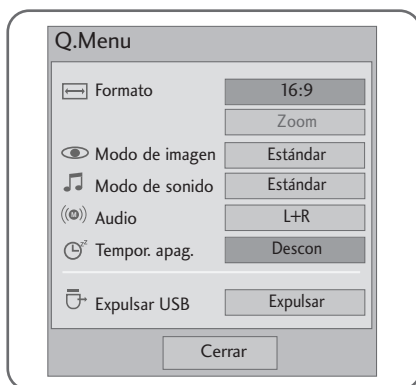 Q.Menu
Formato 16:9
Zoom
Modo de imagen Estándar
Modo de sonido Estándar
Audio L+R
Tempor. apag. Descon
Expulsar USB Expulsar
Cerrar